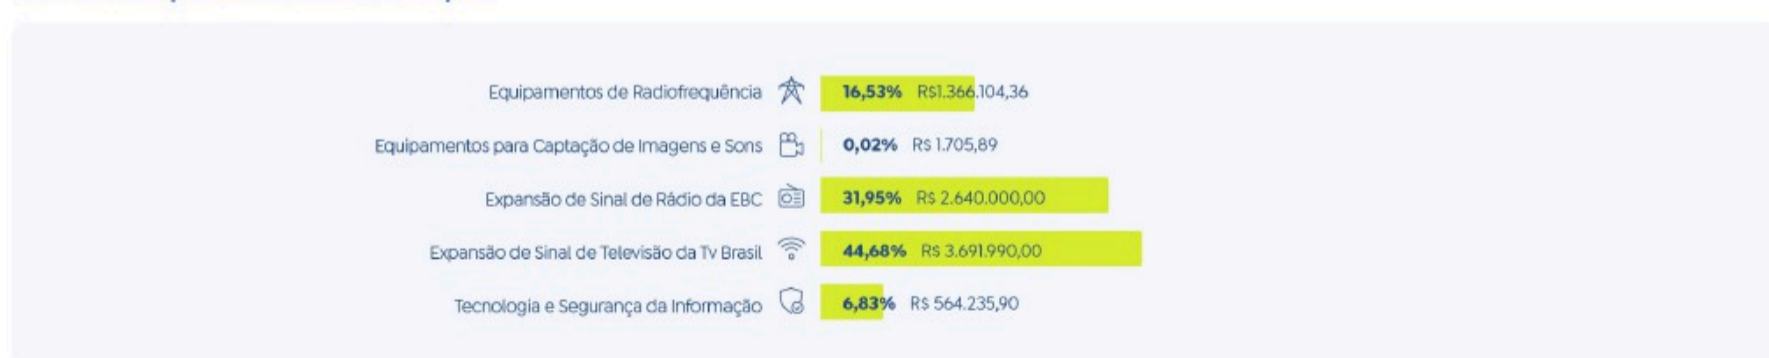 Equipamentos de Radiofrequência 16,53% R$1.366.104,36
Equipamentos para Captação de Imagens e Sons 0,02% R$ 1.705,89
Expansão de Sinal de Rádio da EBC 31,95% R$ 2.640.000,00
Expansão de Sinal de Televisão da Tv Brasil 44,68% R$ 3.691.990,00
Tecnologia e Segurança da Informação 6,83% R$ 564.235,90